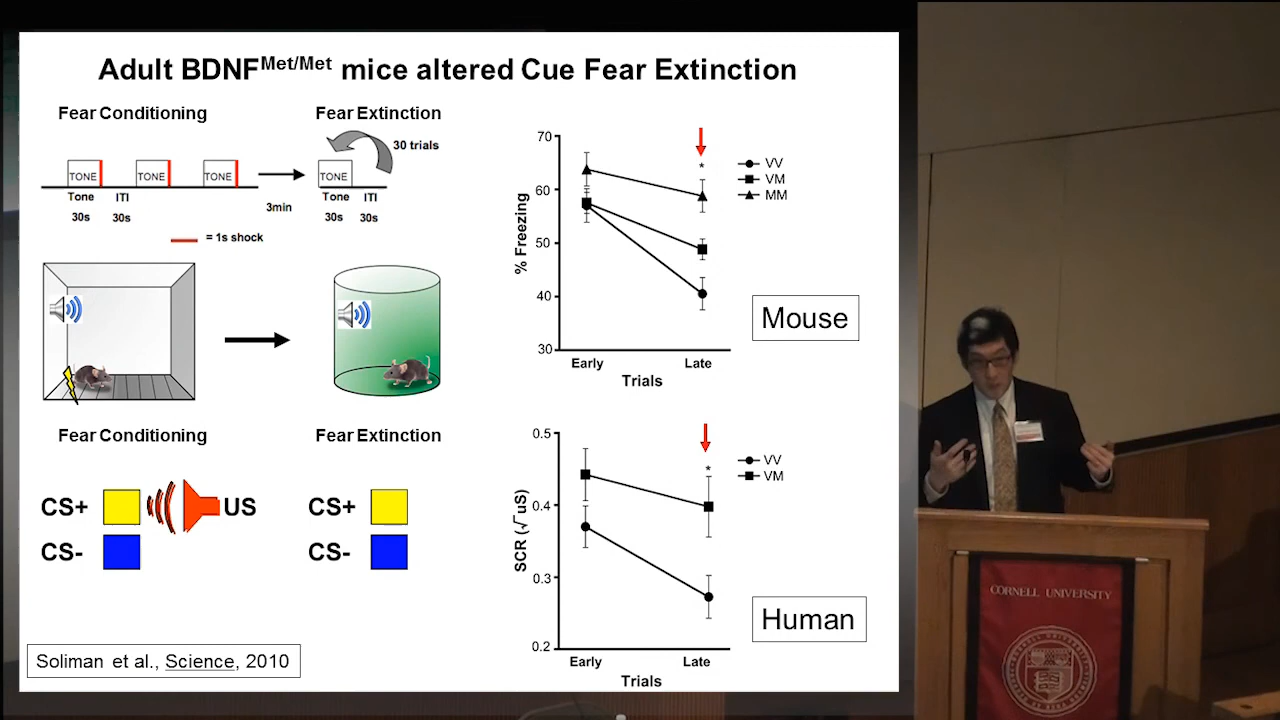 Adult BDNFMet/Met mice altered Cue Fear Extinction
Fear Conditioning
Fear Extinction
30 trials
TONE
TONE
TONE
TONE
Tone
ITI
30s
30s
3min
Tone
ITI
30s
30s
= 1s shock
70
60
50
40
30
% Freezing
*
VV
VM
MM
Mouse
Early
Late
Trials
Fear Conditioning
Fear Extinction
CS+
US
CS-
CS+
CS-
0.5
0.4
0.3
0.2
SCR (√ uS)
*
VV
VM
Human
Early
Late
Trials
Soliman et al., Science, 2010
CORNELL UNIVERSITY